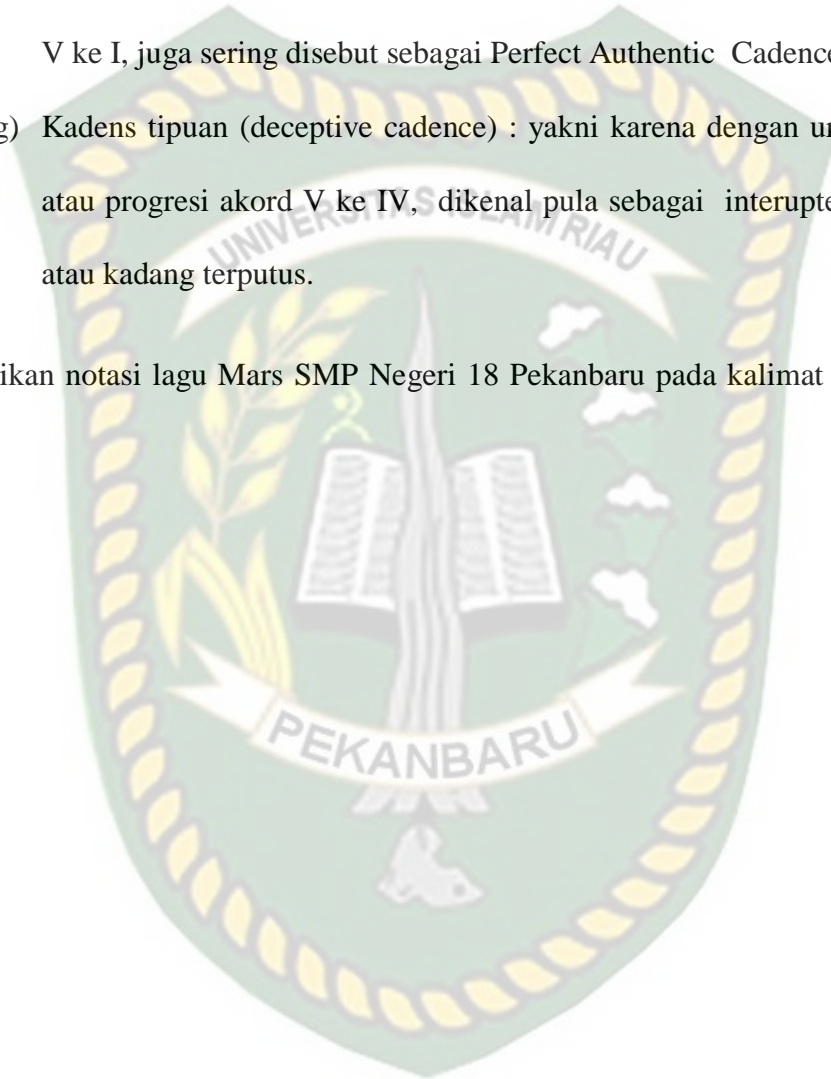 V ke I, juga sering disebut sebagai Perfect Authentic Cadence
g) Kadens tipuan (deceptive cadence) : yakni karena dengan
atau progresi akord V ke IV, dikenal pula sebagai
atau kadang terputus.
notasi lagu Mars SMP Negeri 18 Pekanbaru pada kalimat
UNIVERSITAS ISLAM RIAU
PEKANBARU